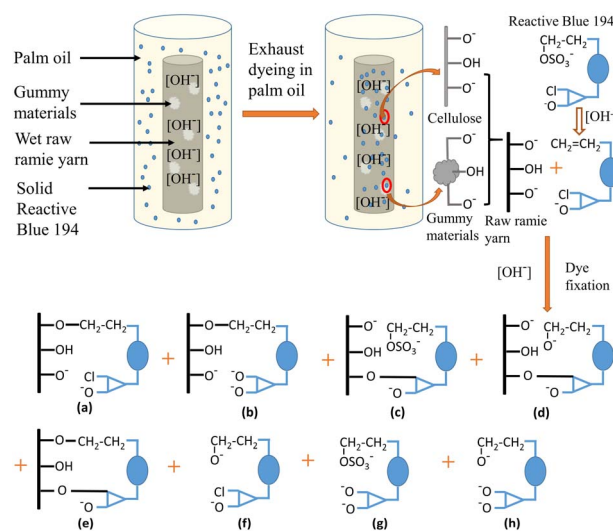 Palm oil
Gummy
materials
Wet raw
ramie yarn
Solid
Reactive
Blue 194
[OH⁻]
[OH⁻]
[OH⁻]
[OH⁻]
Exhaust
dyeing in
palm oil
[OH⁻]
[OH⁻]
[OH⁻]
[OH⁻]
O⁻
OH
O⁻
Cellulose
O⁻
OH
O⁻
Gummy
materials
O⁻
OH
O⁻
Raw ramie
yarn
Reactive Blue 194
CH₂-CH₂
OSO₃⁻
Cl
⁻O
[OH⁻
CH₂=CH₂
+
Cl
⁻O
[OH⁻]
Dye
fixation
O—CH₂-CH₂
OH
O⁻
Cl
⁻O
(a)
+
O—CH₂-CH₂
OH
O⁻
⁻O
⁻O
(b)
+
O⁻
CH₂-CH₂
OH
OSO₃⁻
O
⁻O
(c)
+
O⁻
CH₂-CH₂
OH
O⁻
O
⁻O
(d)
+
O—CH₂-CH₂
OH
O
⁻O
(e)
+
CH₂-CH₂
O⁻
Cl
⁻O
(f)
+
CH₂-CH₂
OSO₃⁻
⁻O
⁻O
(g)
+
CH₂-CH₂
O⁻
⁻O
⁻O
(h)